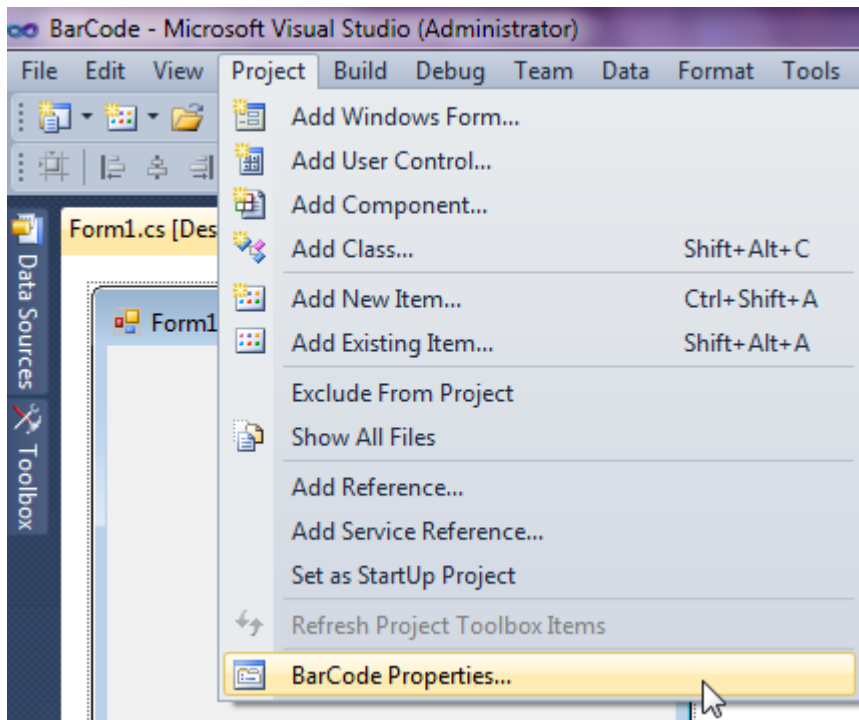 BarCode - Microsoft Visual Studio (Administrator)
File Edit View Project Build Debug Team Data Format Tools
Add Windows Form...
Add User Control...
Add Component...
Form1.cs [Des
Add Class... Shift+Alt+C
Add New Item... Ctrl+Shift+A
Form1
Add Existing Item... Shift+Alt+A
Data Sources
Exclude From Project
Show All Files
Toolbox
Add Reference...
Add Service Reference...
Set as StartUp Project
Refresh Project Toolbox Items
BarCode Properties...